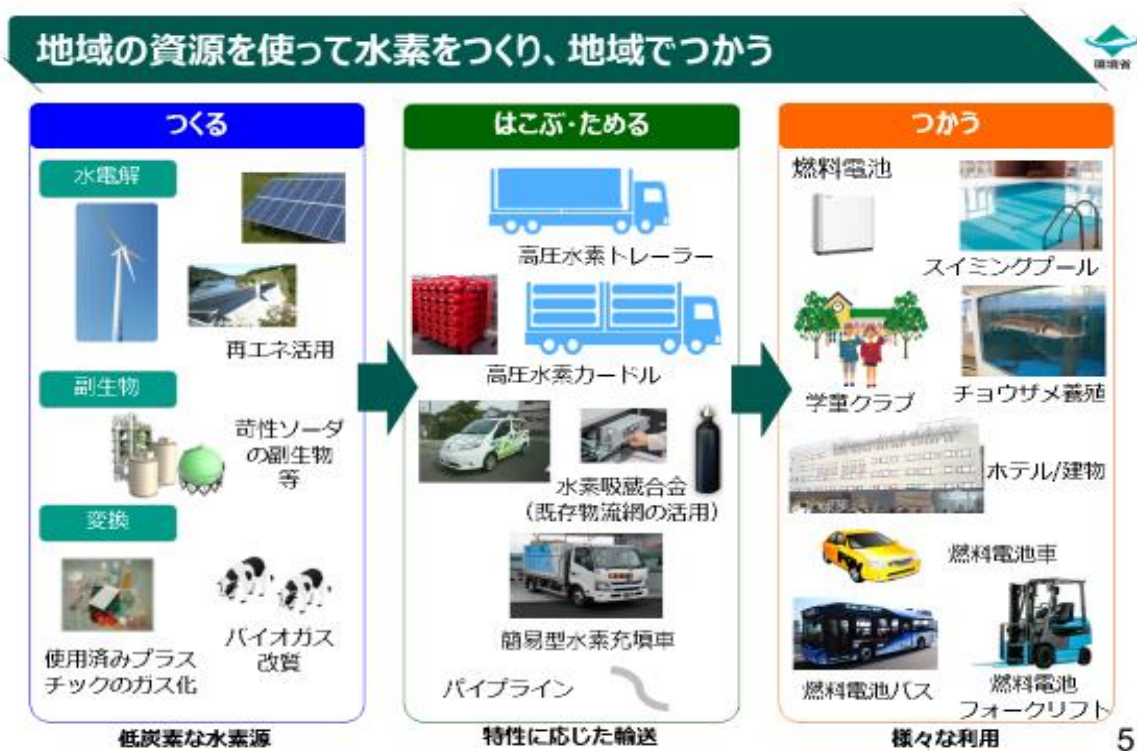 地域の資源を使って水素をつくり、地域でつかう
環境省
つくる
水電解
再エネ活用
副生物
苛性ソーダ
の副生物
等
変換
使用済みプラス
チックのガス化
バイオガス
改質
低炭素な水素源
はこぶ・ためる
高圧水素トレーラー
高圧水素カードル
水素吸蔵合金
(既存物流網の活用)
簡易型水素充填車
パイプライン
特性に応じた輸送
つかう
燃料電池
スイミングプール
学童クラブ
チョウザメ養殖
ホテル/建物
燃料電池車
燃料電池バス
燃料電池
フォークリフト
様々な利用
5